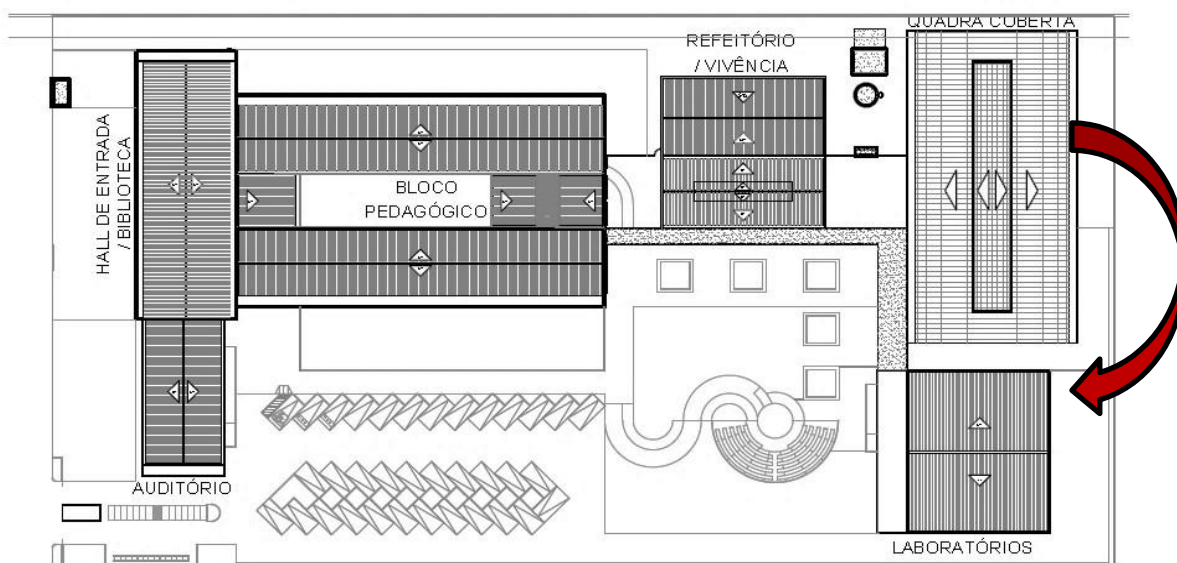 QUADRA COBERTA
REFEITÓRIO
/ VIVÊNCIA
HALL DE ENTRADA
/ BIBLIOTECA
BLOCO
PEDAGÓGICO
AUDITÓRIO
LABORATÓRIOS